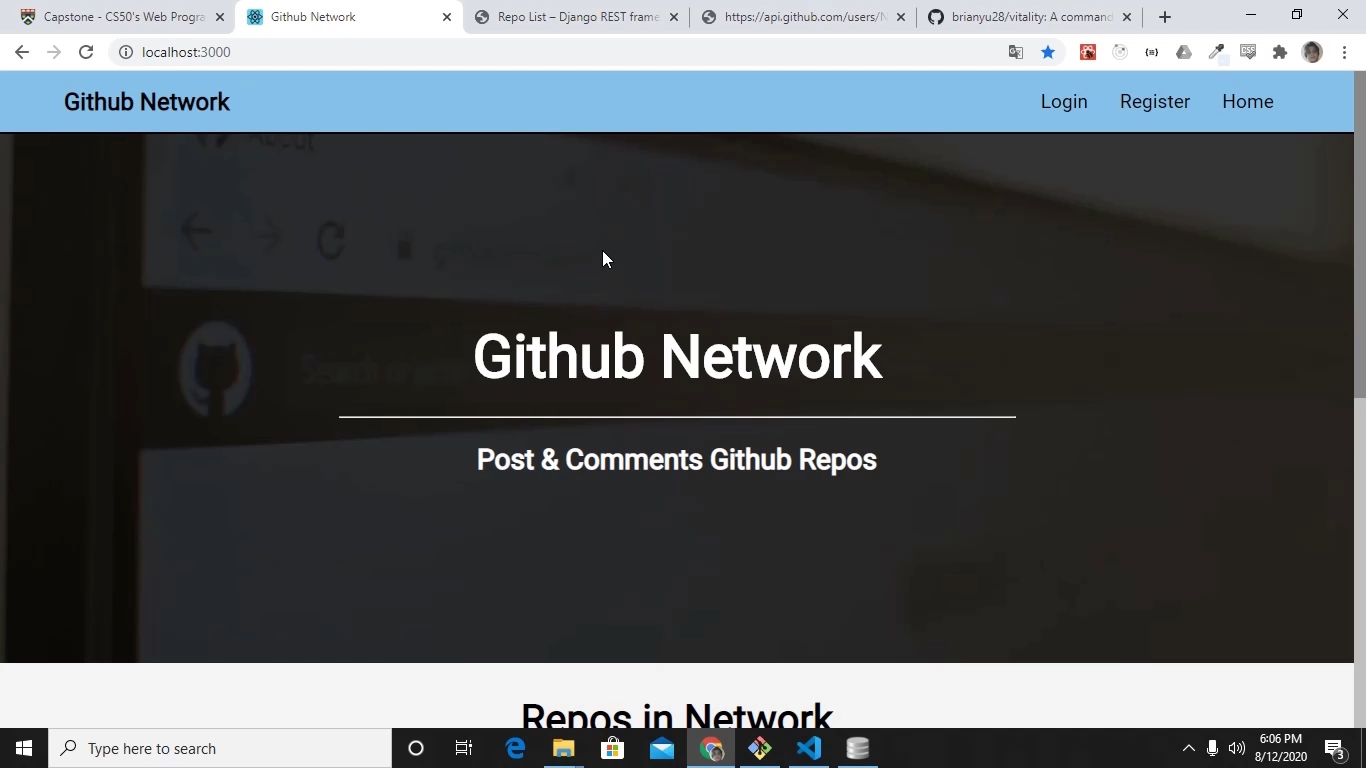 Capstone - CS50's Web Progra
Github Network
Repo List – Django REST frame
https://api.github.com/users/N
brianyu28/vitality: A command
localhost:3000
Github Network
Login
Register
Home
Github Network
Post & Comments Github Repos
Repos in Network
Type here to search
6:06 PM
8/12/2020
3